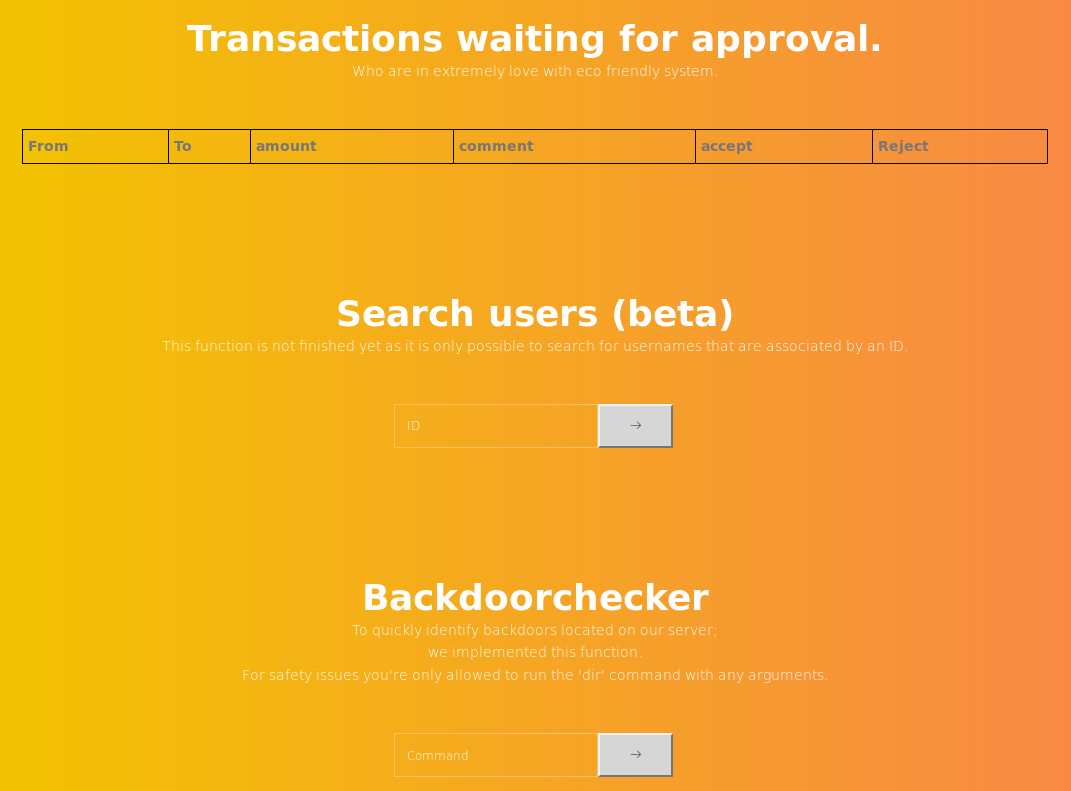 Transactions waiting for approval.
Who are in extremely love with eco friendly system.
From To amount comment accept Reject
Search users (beta)
This function is not finished yet as it is only possible to search for usernames that are associated by an ID.
ID →
Backdoorchecker
To quickly identify backdoors located on our server;
we implemented this function.
For safety issues you're only allowed to run the 'dir' command with any arguments.
Command →